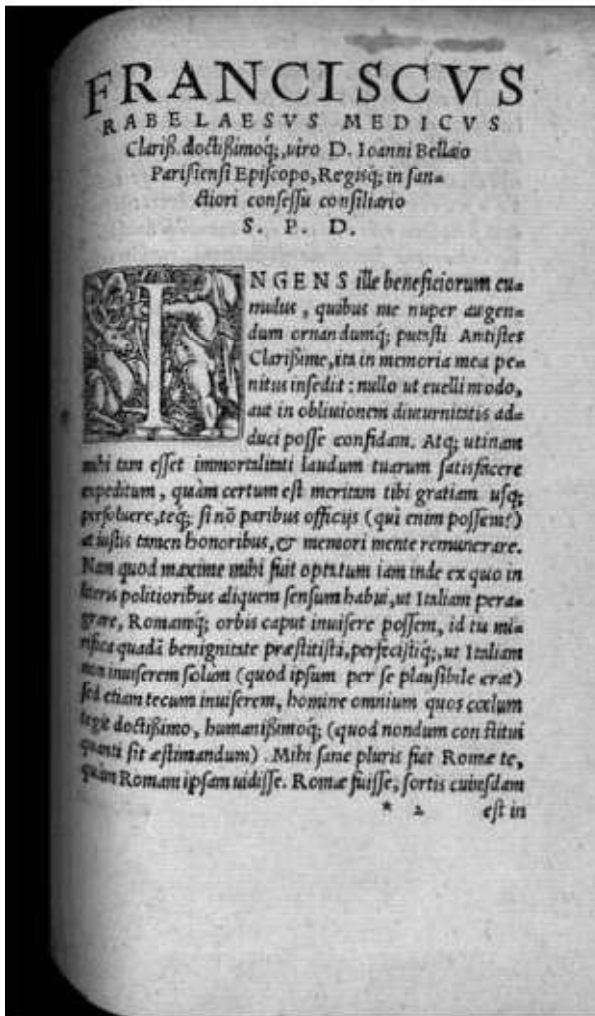 FRANCISCVS
RABELAESVS MEDICVS
Clariß. doctißimoq́;, uiro D. Ioanni Bellaio
Parisiensi Episcopo, Regisq́; in san-
ctiori consessu consiliario
S. P. D.
INGENS ille beneficiorum cu-
mulus, quibus me nuper augen-
dum ornandumq́; putasti Antistes
Clarißime, ita in memoria mea pe-
nitus insedit: nullo ut euelli modo,
aut in obliuionem diuturnitatis ad-
duci posse confidam. Atq; utinam
mihi tam esset immortalitati laudum tuarum satisfacere
expeditum, quàm certum est meritam tibi gratiam usq;
persoluere, teq́; si nō paribus officijs (qui enim possem?)
at iustis tamen honoribus, & memori mente remunerare.
Nam quod maxime mihi fuit optatum iam inde ex quo in
literis politioribus aliquem sensum habui, ut Italiam pera-
grare, Romamq́; orbis caput inuisere possem, id tu mi-
rifica quadā benignitate præstitisti, perfecistiq́;, ut Italiam
non inuiserem solùm (quod ipsum per se plausibile erat)
sed etiam tecum inuiserem, homine omnium quos cœlum
tegit doctißimo, humanißimoq́; (quod nondum con stitui
quanti sit æstimandum). Mihi sane pluris fuit Romæ te,
quàm Romam ipsam uidisse. Romæ fuisse, sortis cuiusdam
* 2 est in